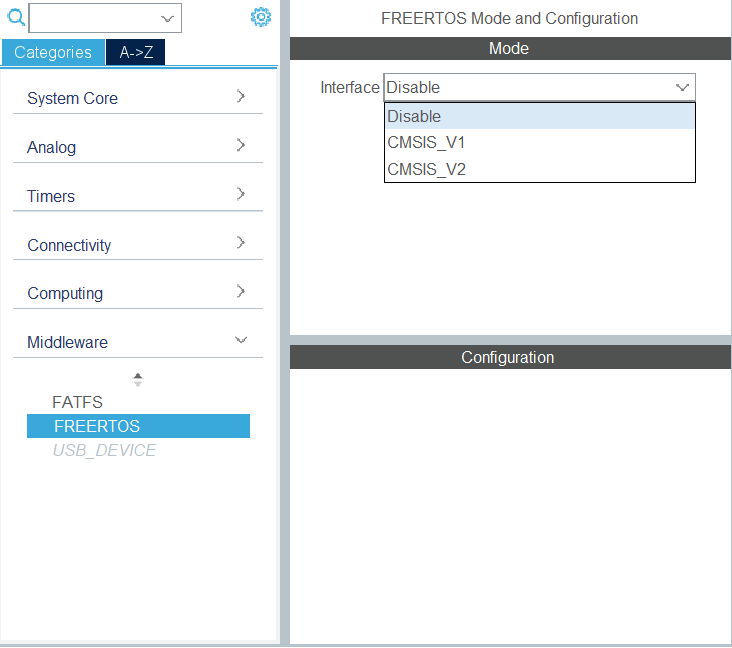 Categories
A->Z
System Core
Analog
Timers
Connectivity
Computing
Middleware
FATFS
FREERTOS
USB_DEVICE
FREERTOS Mode and Configuration
Mode
Interface Disable
Disable
CMSIS_V1
CMSIS_V2
Configuration